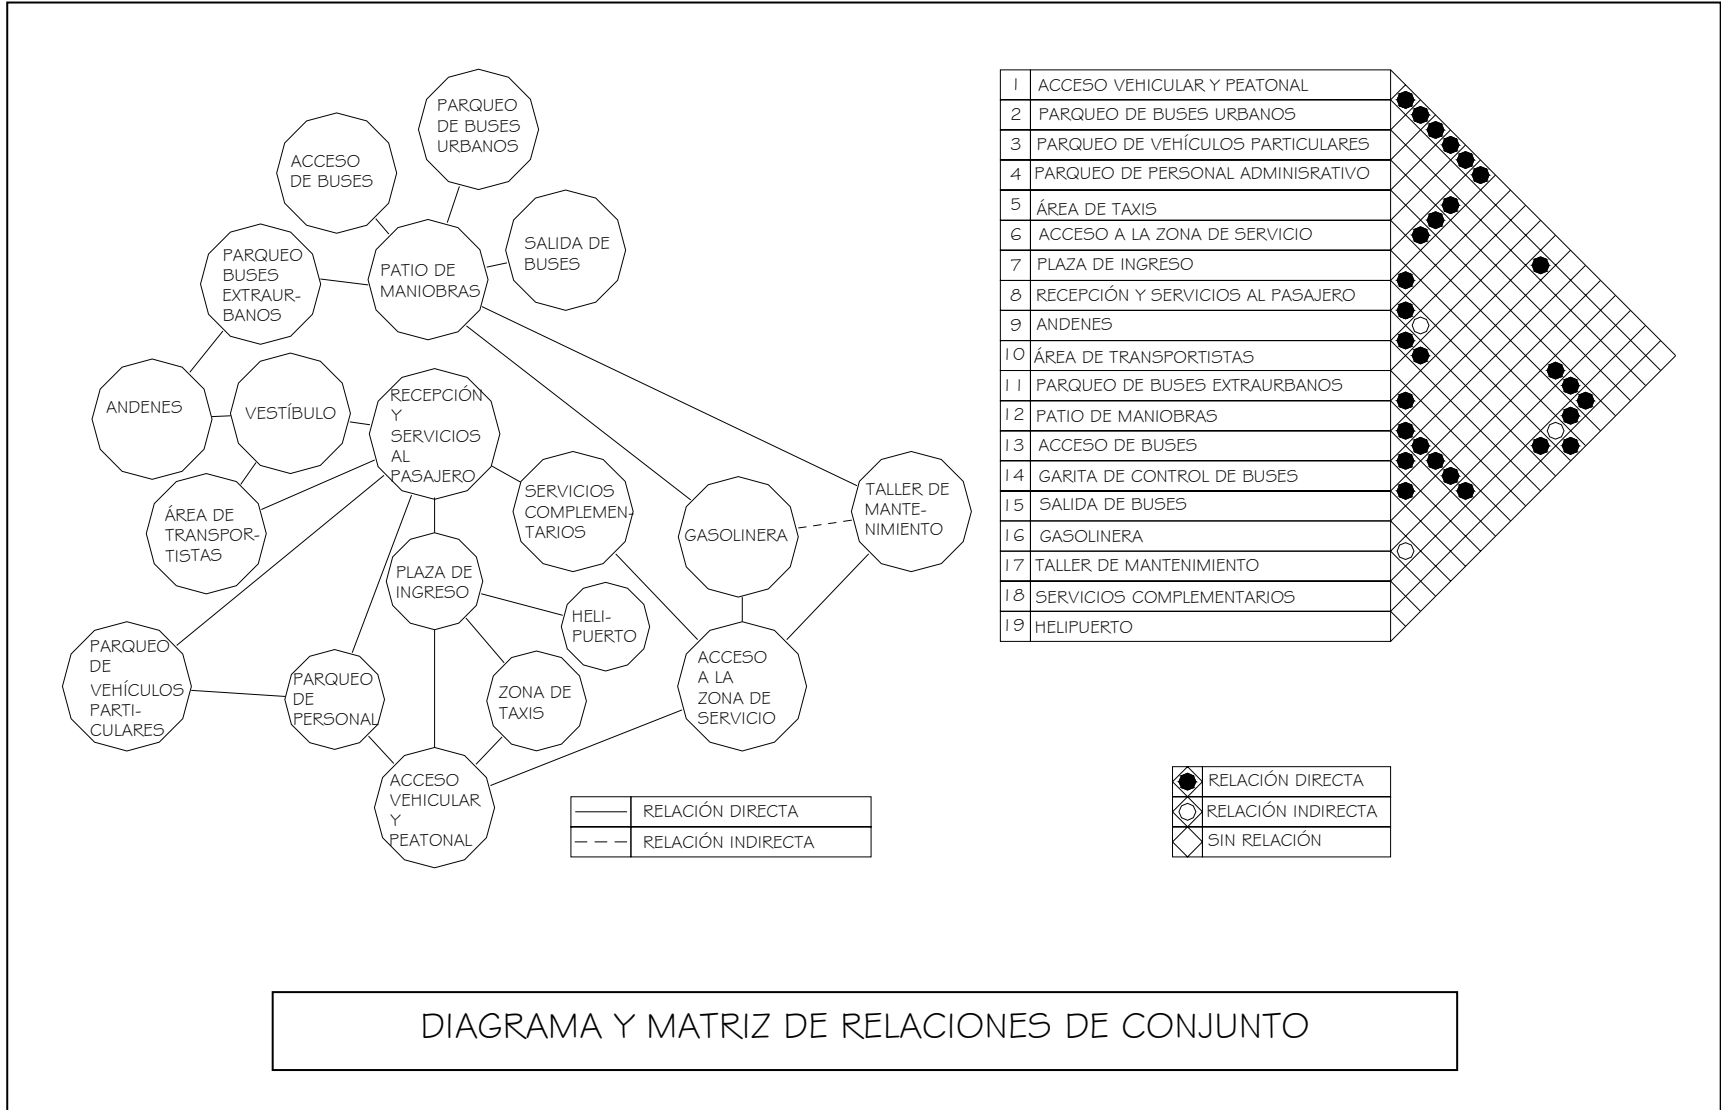 PARQUEO
DE BUSES
URBANOS
ACCESO
DE BUSES
SALIDA DE
BUSES
PARQUEO
BUSES
EXTRAUR-
BANOS
PATIO DE
MANIOBRAS
ANDENES
VESTÍBULO
RECEPCIÓN
Y
SERVICIOS
AL
PASAJERO
ÁREA DE
TRANSPOR-
TISTAS
SERVICIOS
COMPLEMEN-
TARIOS
GASOLINERA
TALLER DE
MANTE-
NIMIENTO
PLAZA DE
INGRESO
HELI-
PUERTO
PARQUEO
DE
VEHÍCULOS
PARTI-
CULARES
PARQUEO
DE
PERSONAL
ZONA DE
TAXIS
ACCESO
A LA
ZONA DE
SERVICIO
ACCESO
VEHICULAR
Y
PEATONAL
RELACIÓN DIRECTA
RELACIÓN INDIRECTA
1 ACCESO VEHICULAR Y PEATONAL
2 PARQUEO DE BUSES URBANOS
3 PARQUEO DE VEHÍCULOS PARTICULARES
4 PARQUEO DE PERSONAL ADMINISRATIVO
5 ÁREA DE TAXIS
6 ACCESO A LA ZONA DE SERVICIO
7 PLAZA DE INGRESO
8 RECEPCIÓN Y SERVICIOS AL PASAJERO
9 ANDENES
10 ÁREA DE TRANSPORTISTAS
11 PARQUEO DE BUSES EXTRAURBANOS
12 PATIO DE MANIOBRAS
13 ACCESO DE BUSES
14 GARITA DE CONTROL DE BUSES
15 SALIDA DE BUSES
16 GASOLINERA
17 TALLER DE MANTENIMIENTO
18 SERVICIOS COMPLEMENTARIOS
19 HELIPUERTO
RELACIÓN DIRECTA
RELACIÓN INDIRECTA
SIN RELACIÓN
DIAGRAMA Y MATRIZ DE RELACIONES DE CONJUNTO